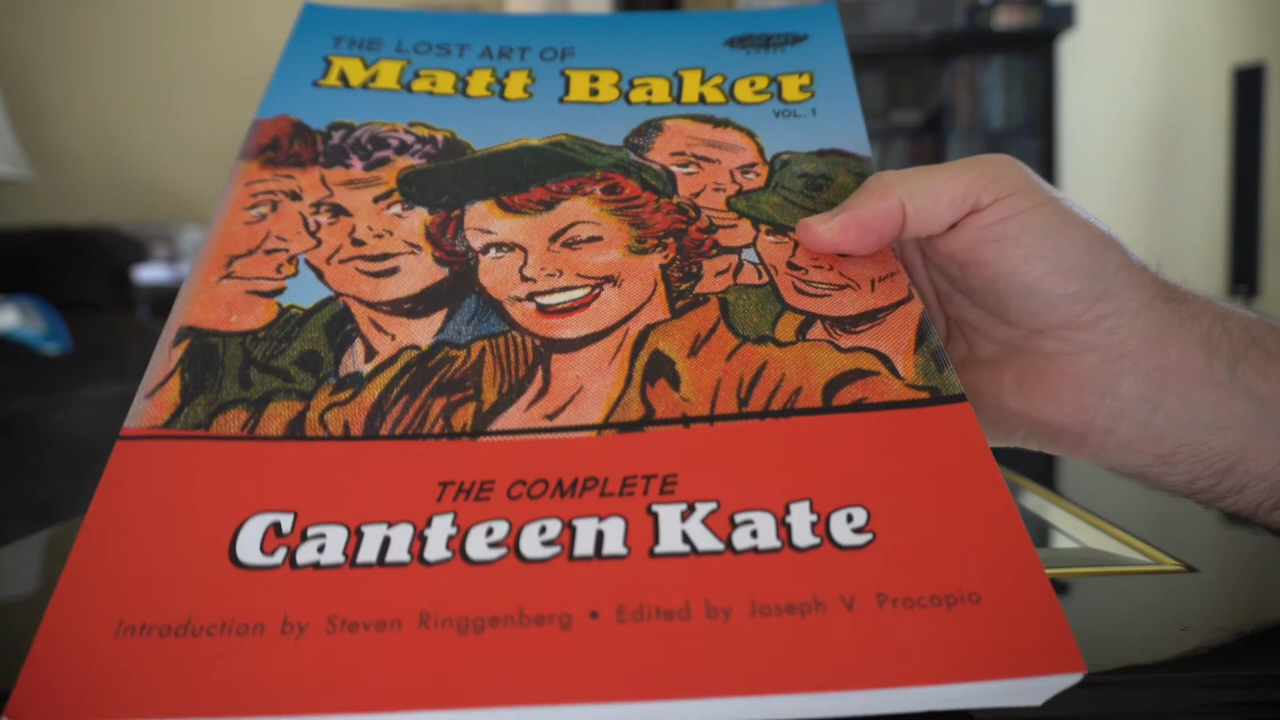 THE LOST ART OF
Matt Baker
VOL. 1
THE COMPLETE
Canteen Kate
Introduction by Steven Ringgenberg • Edited by Joseph V. Procopio